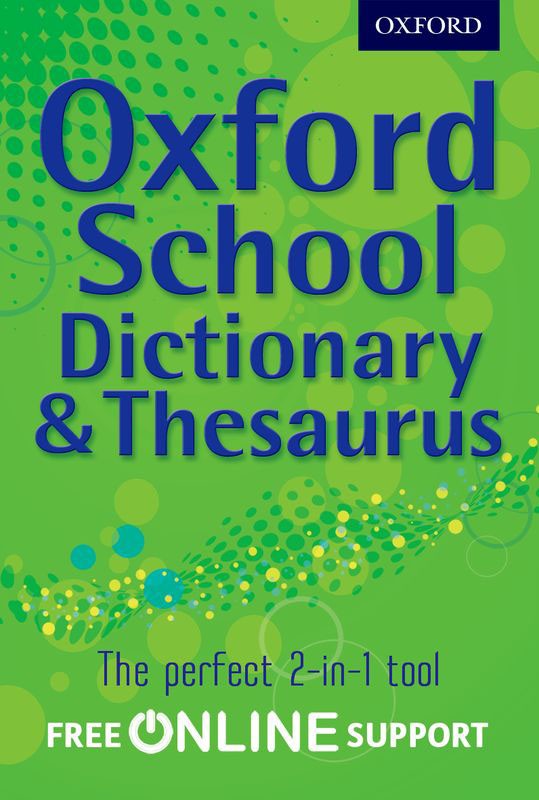 OXFORD
Oxford
School
Dictionary
& Thesaurus
The perfect 2-in-1 tool
FREE ONLINE SUPPORT